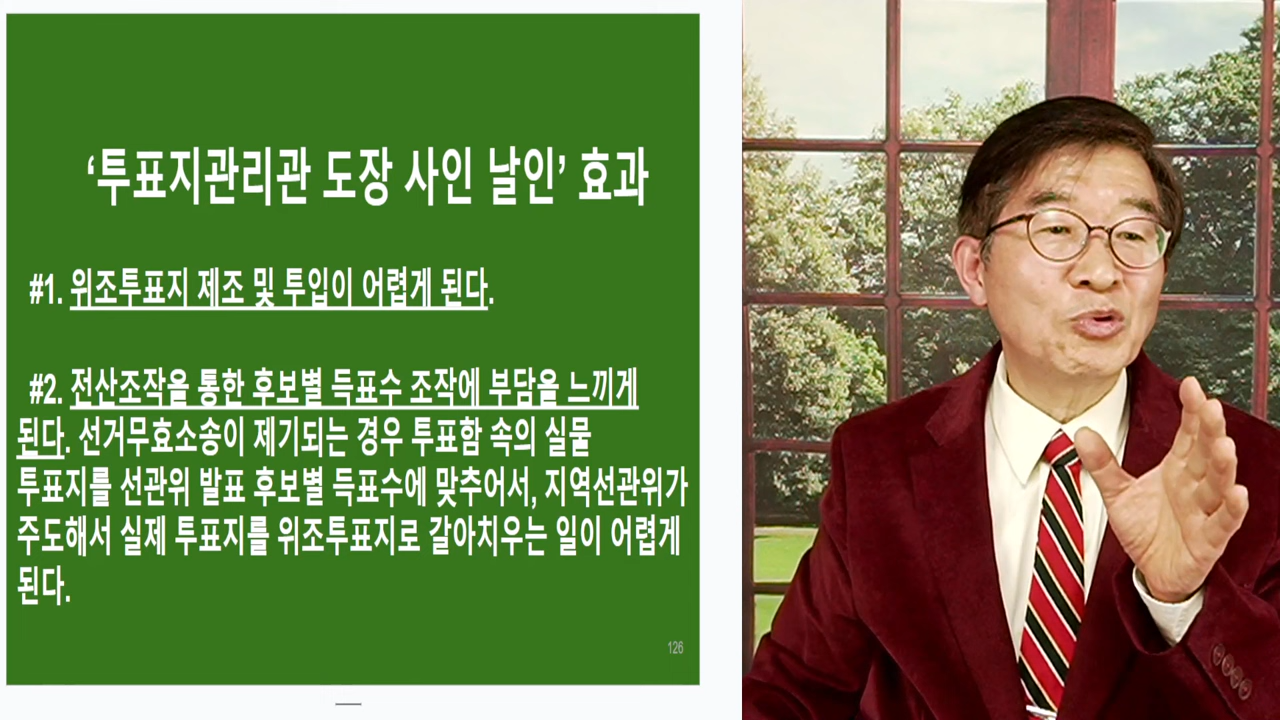 ‘투표지관리관 도장 사인 날인’ 효과
#1. 위조투표지 제조 및 투입이 어렵게 된다.
#2. 전산조작을 통한 후보별 득표수 조작에 부담을 느끼게
된다. 선거무효소송이 제기되는 경우 투표함 속의 실물
투표지를 선관위 발표 후보별 득표수에 맞추어서, 지역선관위가
주도해서 실제 투표지를 위조투표지로 갈아치우는 일이 어렵게
된다.
126